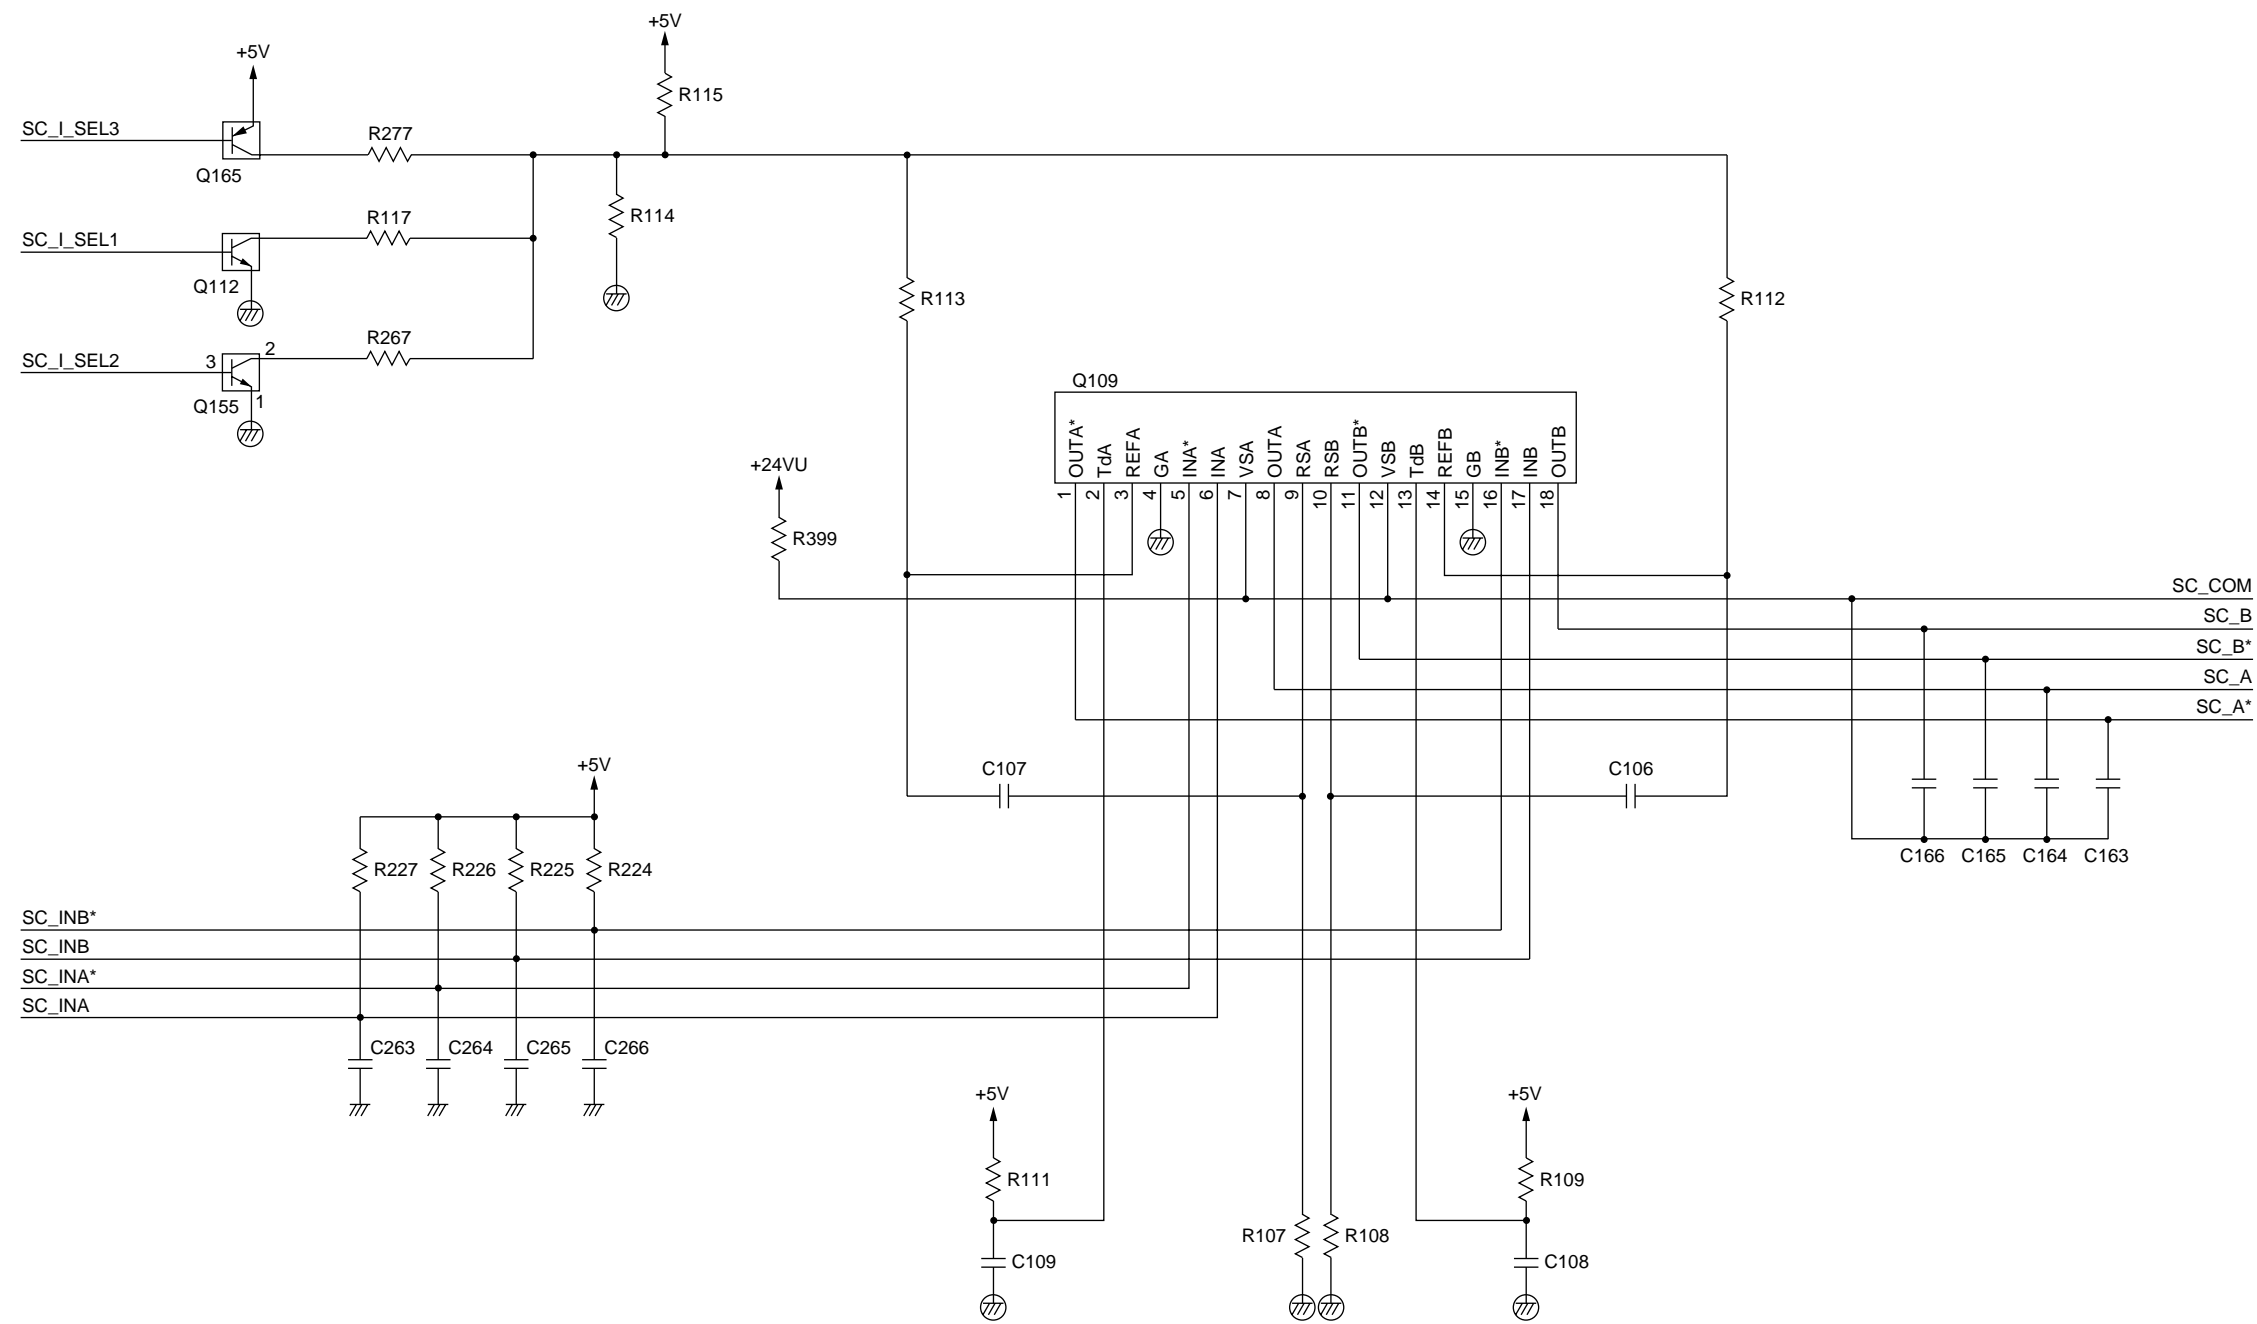 +5V
+5V
R115
SC_I_SEL3
R277
Q165
R117
R114
SC_I_SEL1
Q112
R113
R112
R267
2
SC_I_SEL2
3
Q155
1
Q109
OUTA*
TdA
REFA
GA
INA*
INA
VSA
OUTA
RSA
RSB
OUTB*
VSB
TdB
REFB
GB
INB*
INB
OUTB
1
2
3
4
5
6
7
8
9
10
11
12
13
14
15
16
17
18
+24VU
R399
SC_COM
SC_B
SC_B*
SC_A
SC_A*
+5V
C107
C106
R227
R226
R225
R224
C166
C165
C164
C163
SC_INB*
SC_INB
SC_INA*
SC_INA
C263
C264
C265
C266
+5V
+5V
R111
R109
R107
R108
C109
C108